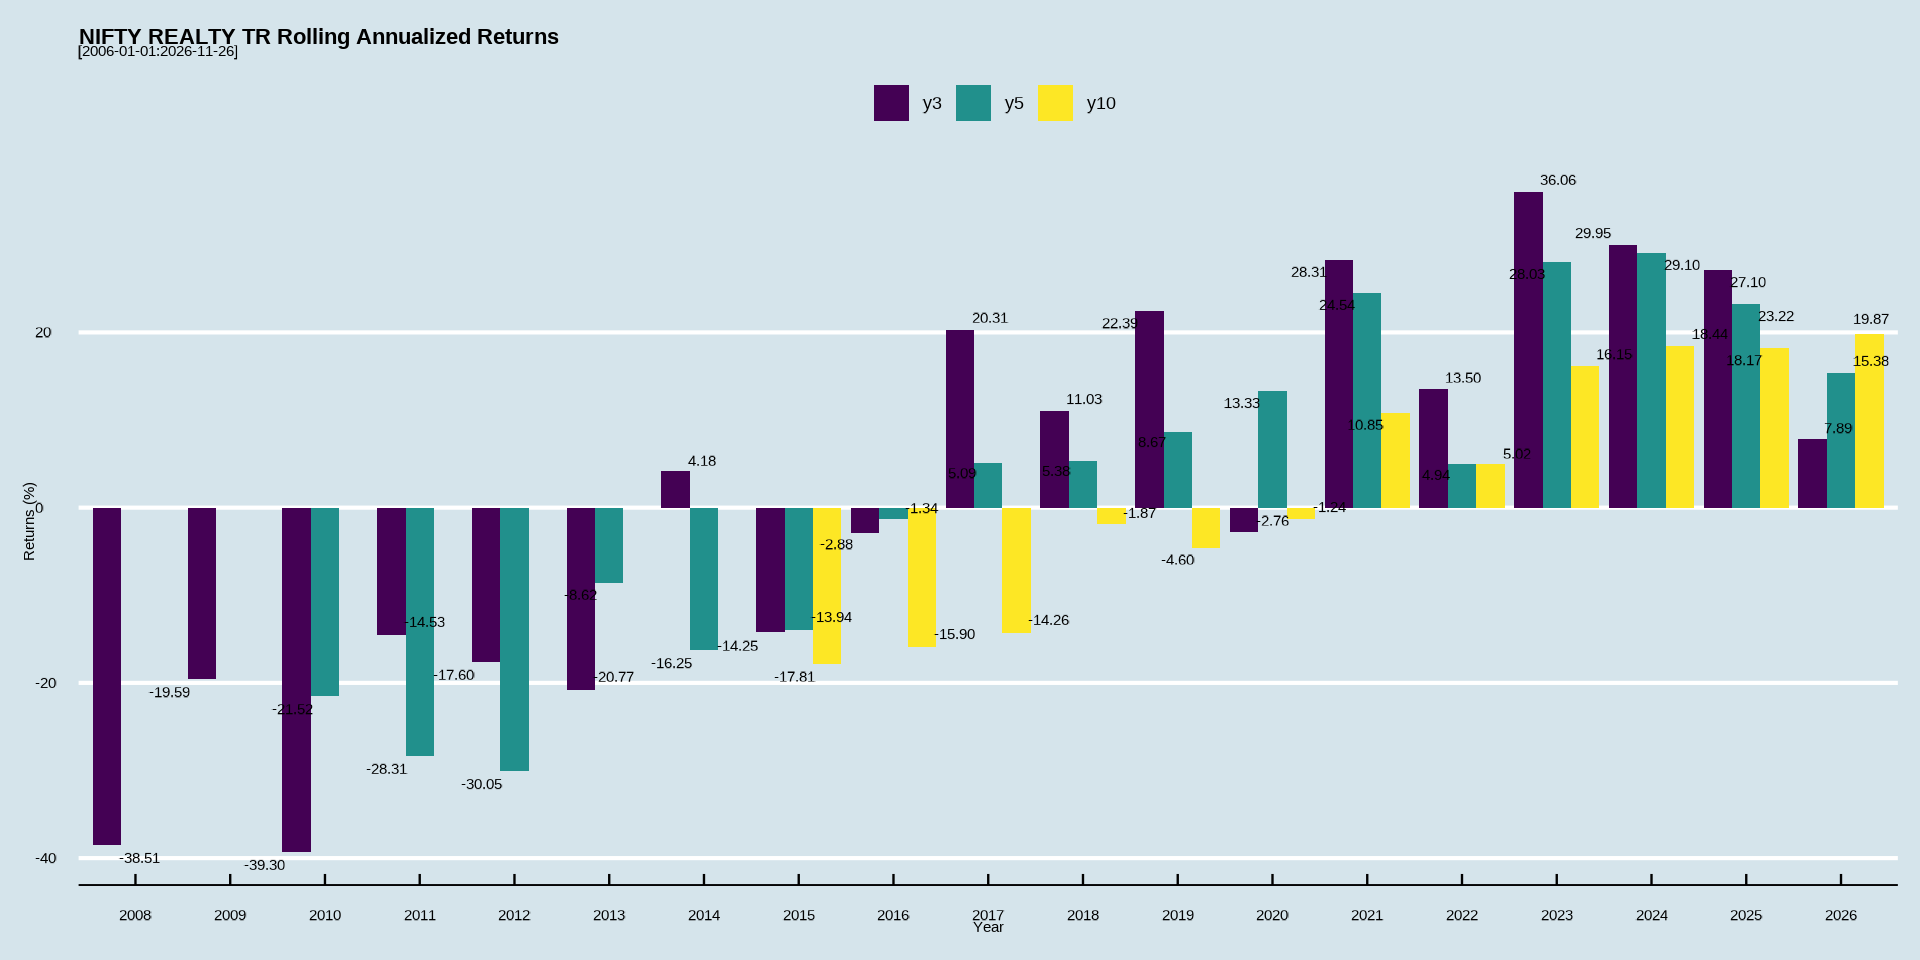 NIFTY REALTY TR Rolling Annualized Returns
[2006-01-01:2026-11-26]
y3 y5 y10
36.06
29.95
28.31 28.03 29.10
27.10
24.54
22.39 23.22
20.31 19.87
20
18.44
16.15 18.17 15.38
13.50
13.33
11.03
10.85
8.67 7.89
5.09 5.38 4.94 5.02
4.18
Returns (%)
0
-1.34 -1.87 -1.24
-2.76
-2.88
-4.60
-8.62
-14.53 -13.94 -14.26
-15.90
-14.25
-16.25
-17.60 -20.77 -17.81
-20
-19.59
-21.52
-28.31
-30.05
-40
-38.51
-39.30
2008 2009 2010 2011 2012 2013 2014 2015 2016 2017 2018 2019 2020 2021 2022 2023 2024 2025 2026
Year